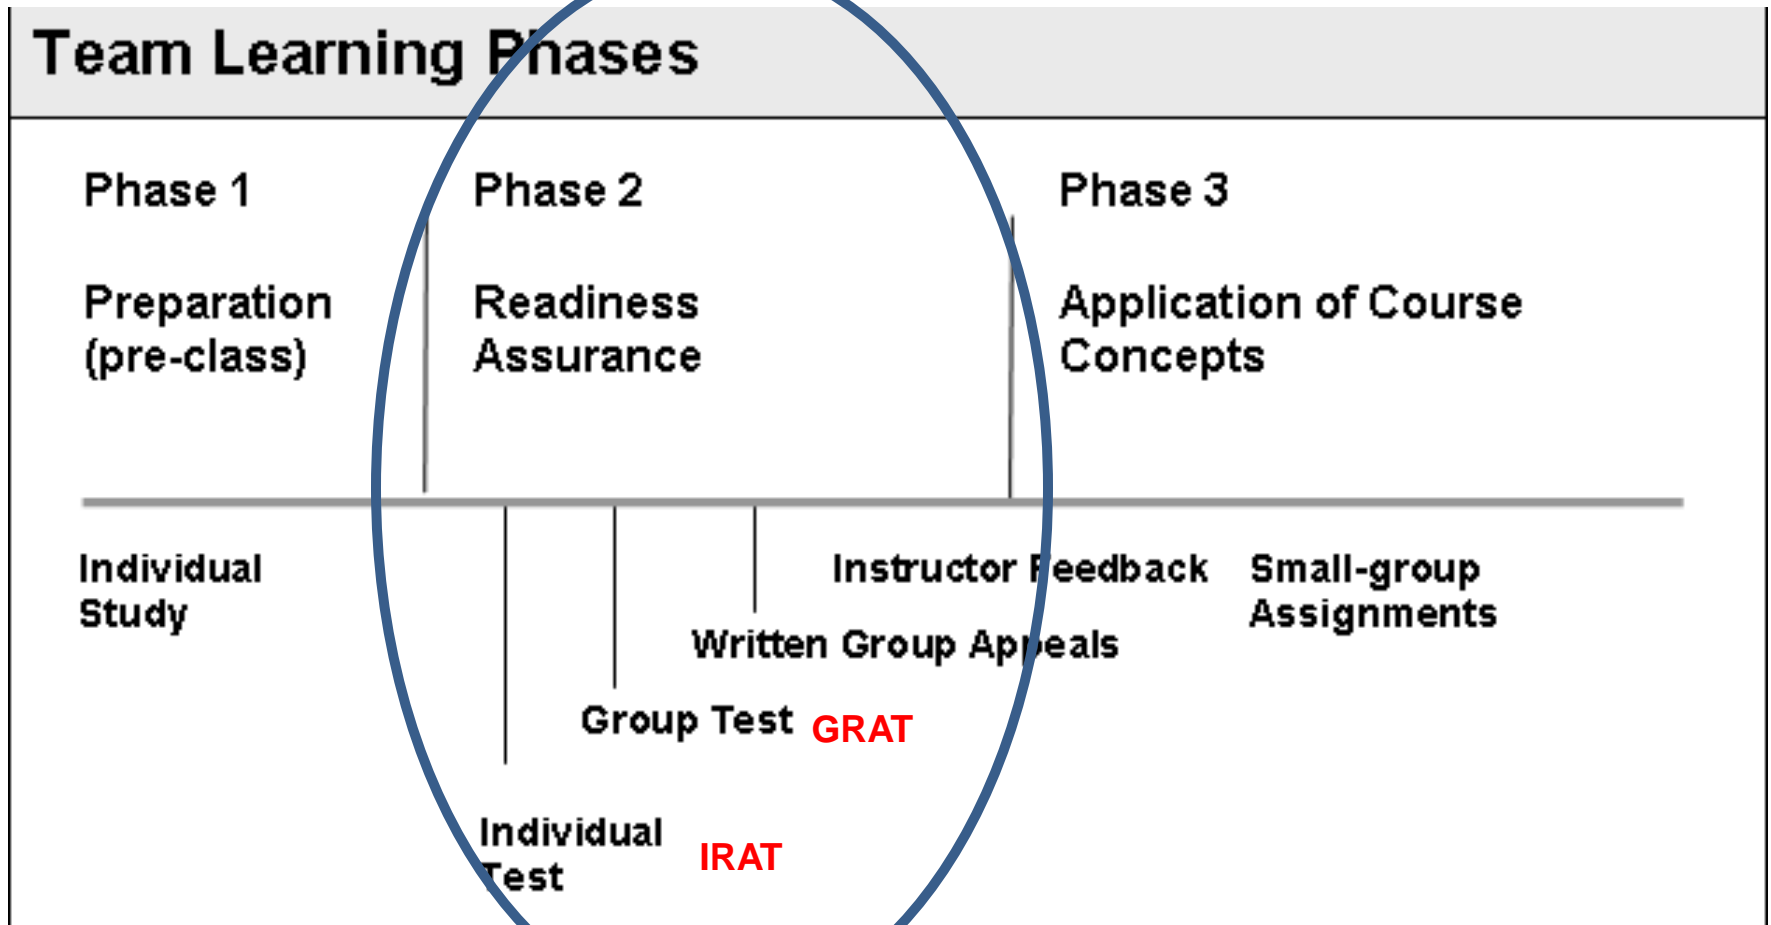 Team Learning Phases
Phase 1
Preparation
(pre-class)
Phase 2
Readiness
Assurance
Phase 3
Application of Course
Concepts
Individual
Study
Instructor Feedback
Small-group
Assignments
Written Group Appeals
Group Test GRAT
Individual
Test
IRAT